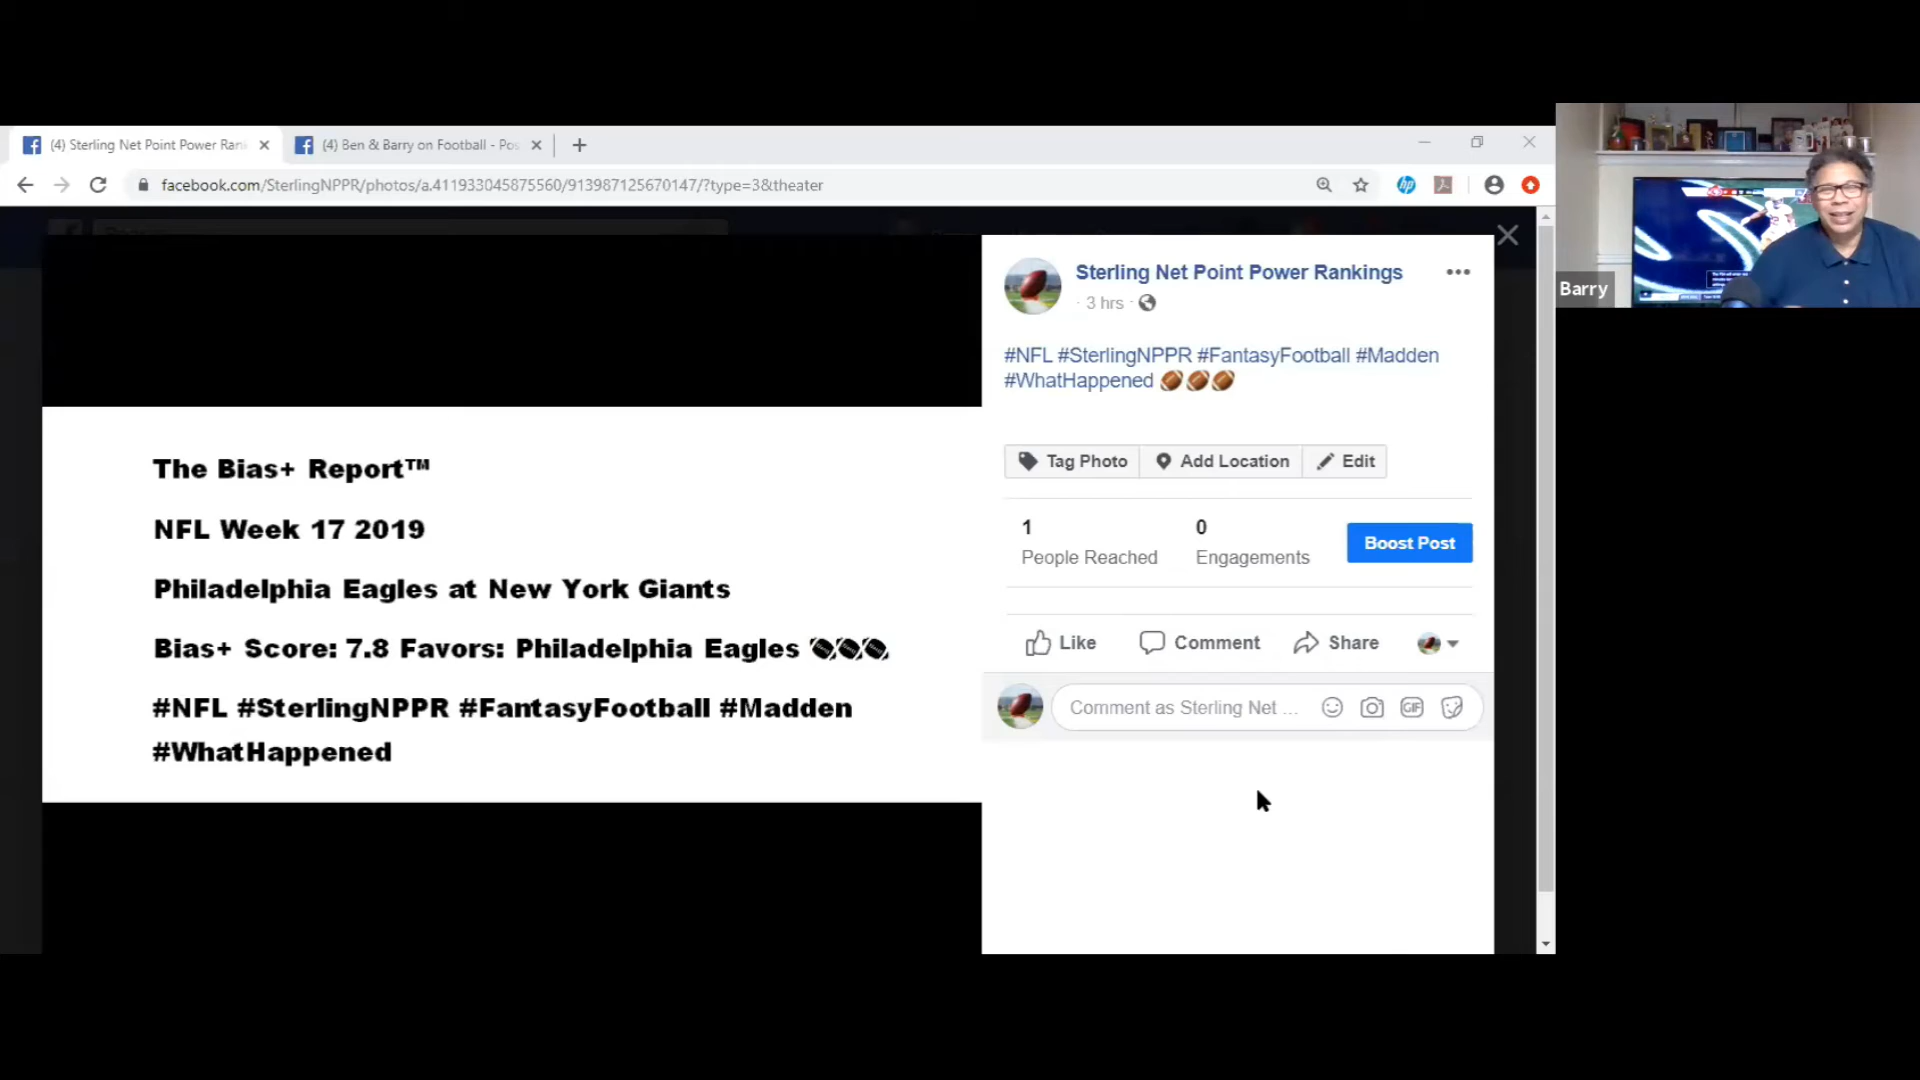 (4) Sterling Net Point Power Ran
(4) Ben & Barry on Football - Pos
facebook.com/SterlingNPPR/photos/a.411933045875560/913987125670147/?type=3&theater
The Bias+ Report™
NFL Week 17 2019
Philadelphia Eagles at New York Giants
Bias+ Score: 7.8 Favors: Philadelphia Eagles 🏈🏈🏈
#NFL #SterlingNPPR #FantasyFootball #Madden
#WhatHappened
Sterling Net Point Power Rankings
· 3 hrs ·
#NFL #SterlingNPPR #FantasyFootball #Madden
#WhatHappened 🏈🏈🏈
Tag Photo Add Location Edit
1 0
People Reached Engagements
Boost Post
Like Comment Share
Comment as Sterling Net ...
GIF
Barry
hp